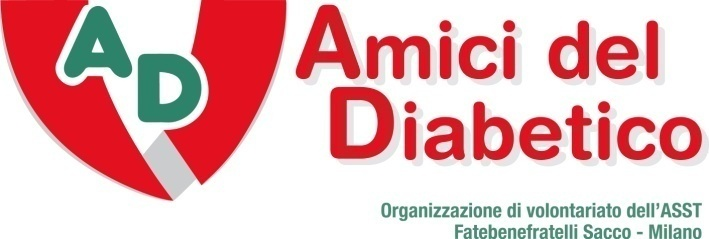 AD
Amici del
Diabetico
Organizzazione di volontariato dell'ASST
Fatebenefratelli Sacco - Milano